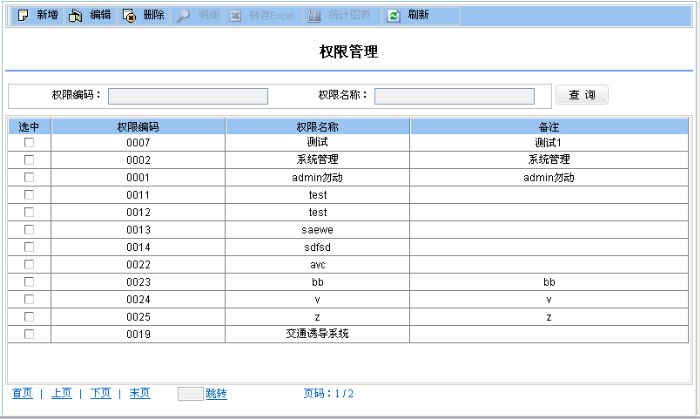 新增 编辑 删除 明细 转存Excel 统计图表 刷新
权限管理
权限编码： 权限名称： 查 询
选中 权限编码 权限名称 备注
0007 测试 测试1
0002 系统管理 系统管理
0001 admin勿动 admin勿动
0011 test
0012 test
0013 saewe
0014 sdfsd
0022 avc
0023 bb bb
0024 v v
0025 z z
0019 交通诱导系统
首页 | 上页 | 下页 | 末页 跳转 页码：1 / 2